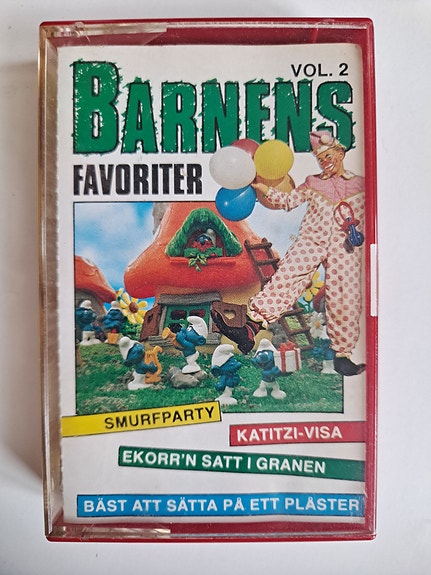 VOL. 2
BARNENS
FAVORITER
SMURFPARTY
KATITZI-VISA
EKORR'N SATT I GRANEN
BÄST ATT SÄTTA PÅ ETT PLÅSTER